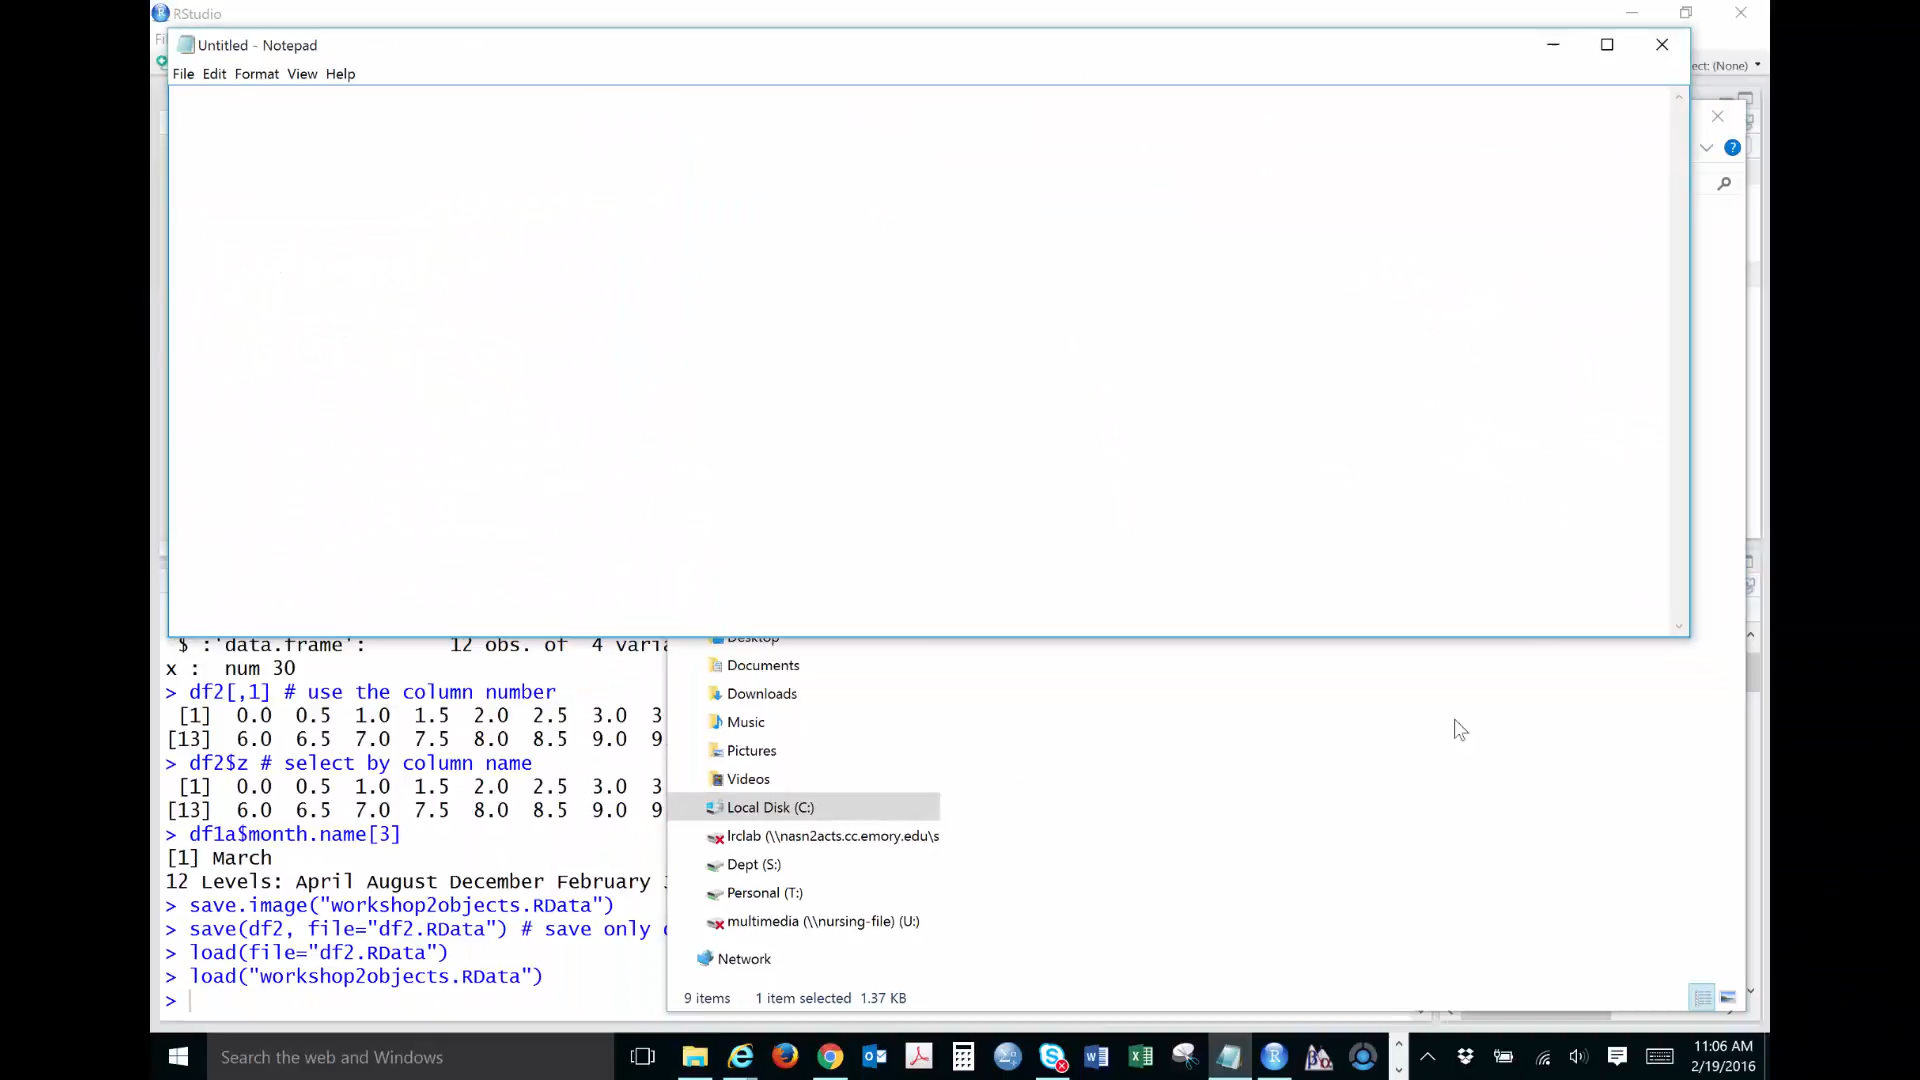 RStudio
Untitled - Notepad
File Edit Format View Help
ect: (None)
$ :'data.frame': 12 obs. of 4 varia
x : num 30
> df2[,1] # use the column number
[1] 0.0 0.5 1.0 1.5 2.0 2.5 3.0 3
[13] 6.0 6.5 7.0 7.5 8.0 8.5 9.0 9
> df2$z # select by column name
[1] 0.0 0.5 1.0 1.5 2.0 2.5 3.0 3
[13] 6.0 6.5 7.0 7.5 8.0 8.5 9.0 9
> df1a$month.name[3]
[1] March
12 Levels: April August December February
> save.image("workshop2objects.RData")
> save(df2, file="df2.RData") # save only
> load(file="df2.RData")
> load("workshop2objects.RData")
>
Desktop
Documents
Downloads
Music
Pictures
Videos
Local Disk (C:)
lrclab (\\nasn2acts.cc.emory.edu\s
Dept (S:)
Personal (T:)
multimedia (\\nursing-file) (U:)
Network
9 items 1 item selected 1.37 KB
Search the web and Windows
11:06 AM
2/19/2016